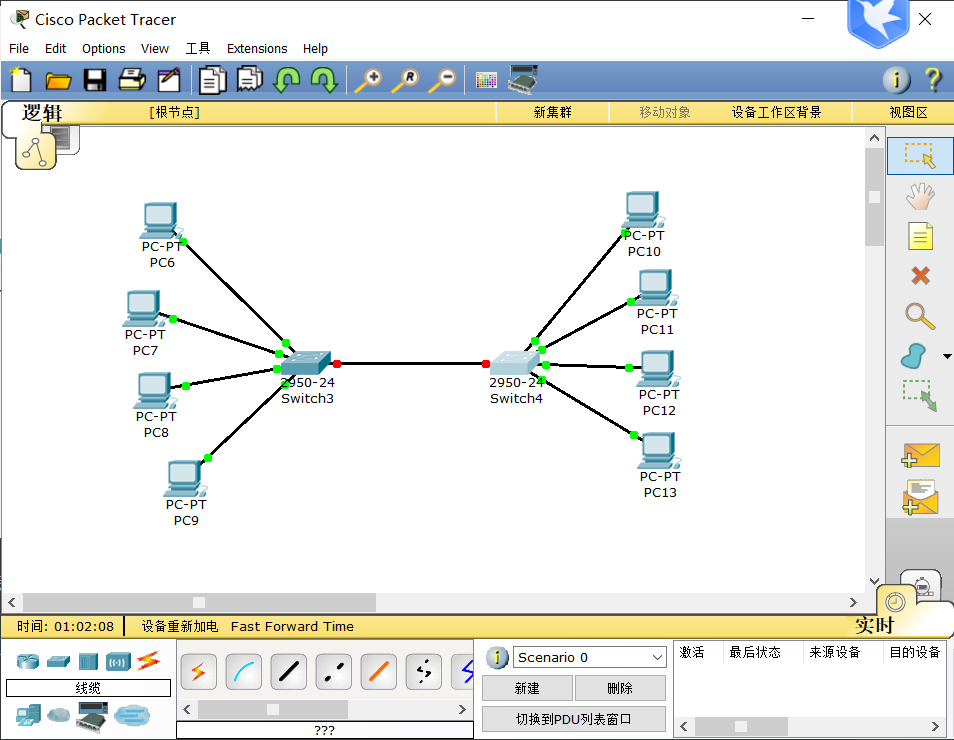 Cisco Packet Tracer
File Edit Options View 工具 Extensions Help
逻辑 [根节点] 新集群 移动对象 设备工作区背景 视图区
PC-PT
PC6
PC-PT
PC7
PC-PT
PC8
PC-PT
PC9
2950-24
Switch3
2950-24
Switch4
PC-PT
PC10
PC-PT
PC11
PC-PT
PC12
PC-PT
PC13
时间: 01:02:08 设备重新加电 Fast Forward Time 实时
线缆
???
Scenario 0
新建 删除
切换到PDU列表窗口
激活 最后状态 来源设备 目的设备